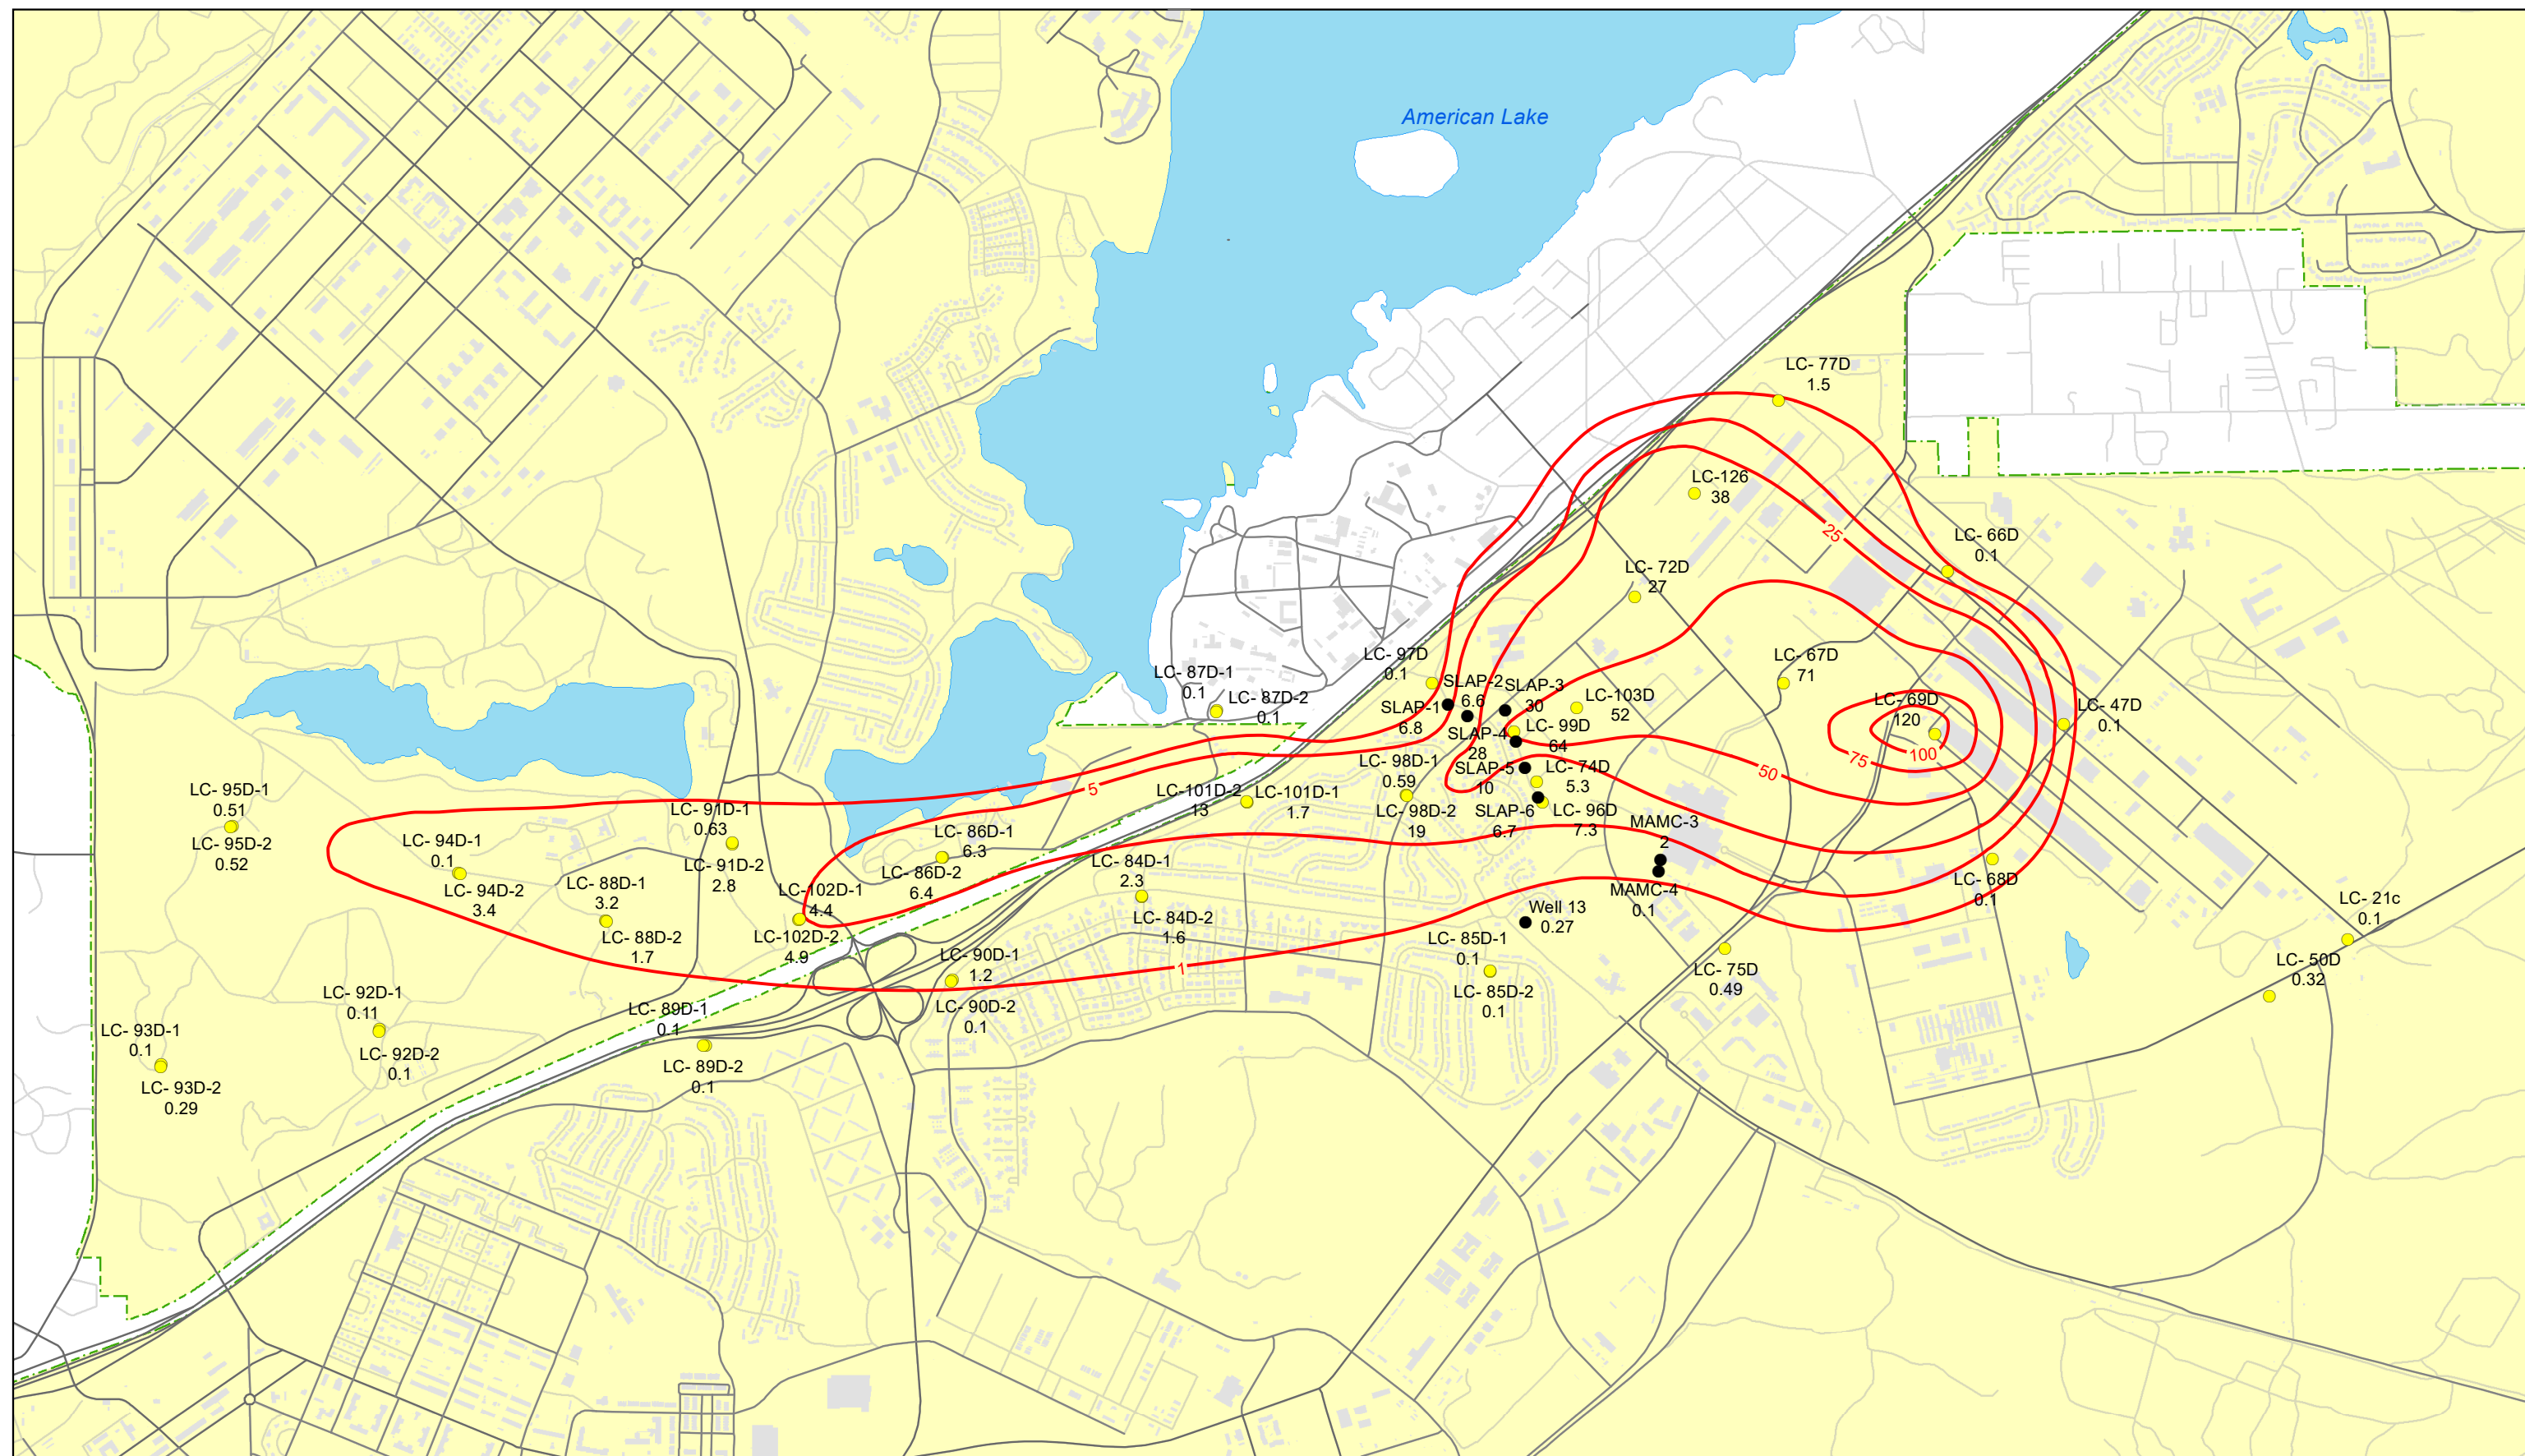 American Lake
LC- 77D
1.5
LC-126
38
25
LC- 66D
0.1
LC- 72D
27
LC- 97D
0.1
LC- 67D
71
LC- 87D-1
0.1
LC- 87D-2
0.1
SLAP-2
6.6
SLAP-3
30
SLAP-1
6.8
LC-103D
52
LC- 69D
120
LC- 47D
0.1
LC- 99D
64
SLAP-4
28
LC- 98D-1
0.59
SLAP-5
10
LC- 74D
5.3
50
75
100
5
LC-101D-2
13
LC-101D-1
1.7
LC- 98D-2
19
SLAP-6
6.7
LC- 96D
7.3
MAMC-3
2
MAMC-4
0.1
LC- 95D-1
0.51
LC- 95D-2
0.52
LC- 91D-1
0.63
LC- 91D-2
2.8
LC- 94D-1
0.1
LC- 94D-2
3.4
LC- 86D-1
6.3
LC- 86D-2
6.4
LC- 84D-1
2.3
LC- 84D-2
1.6
LC- 88D-1
3.2
LC- 88D-2
1.7
LC-102D-1
4.4
LC-102D-2
4.9
LC- 68D
0.1
LC- 21c
0.1
Well 13
0.27
LC- 85D-1
0.1
LC- 85D-2
0.1
LC- 75D
0.49
LC- 50D
0.32
1
LC- 90D-1
1.2
LC- 90D-2
0.1
LC- 92D-1
0.11
LC- 92D-2
0.1
LC- 89D-1
0.1
LC- 89D-2
0.1
LC- 93D-1
0.1
LC- 93D-2
0.29